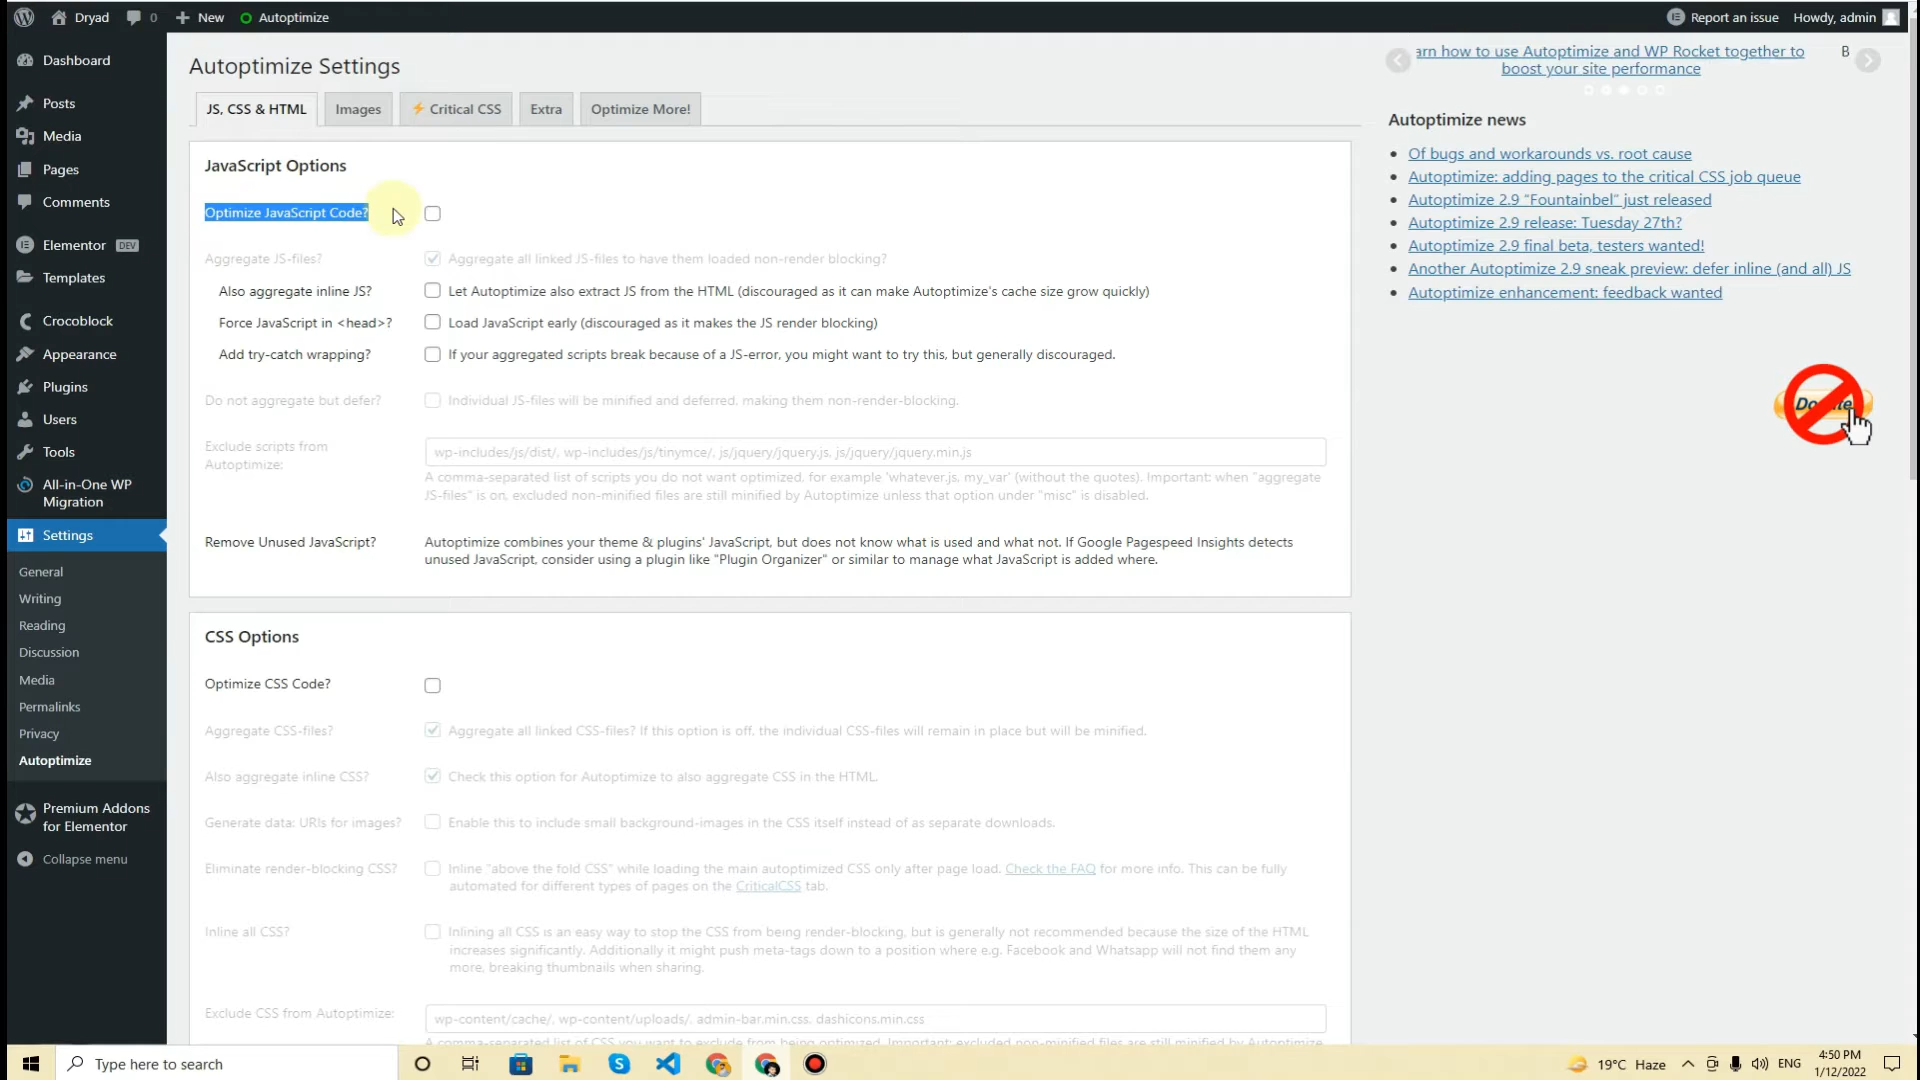 Dryad
0
New
Autoptimize
Report an issue
Howdy, admin
Dashboard
Posts
Media
Pages
Comments
Elementor DEV
Templates
Crocoblock
Appearance
Plugins
Users
Tools
All-in-One WP
Migration
Settings
General
Writing
Reading
Discussion
Media
Permalinks
Privacy
Autoptimize
Premium Addons
for Elementor
Collapse menu
Autoptimize Settings
JS, CSS & HTML
Images
Critical CSS
Extra
Optimize More!
JavaScript Options
Optimize JavaScript Code?
Aggregate JS-files?
Aggregate all linked JS-files to have them loaded non-render blocking?
Also aggregate inline JS?
Let Autoptimize also extract JS from the HTML (discouraged as it can make Autoptimize's cache size grow quickly)
Force JavaScript in <head>?
Load JavaScript early (discouraged as it makes the JS render blocking)
Add try-catch wrapping?
If your aggregated scripts break because of a JS-error, you might want to try this, but generally discouraged.
Do not aggregate but defer?
Individual JS-files will be minified and deferred, making them non-render-blocking.
Exclude scripts from
Autoptimize:
wp-includes/js/dist/, wp-includes/js/tinymce/, js/jquery/jquery.js, js/jquery/jquery.min.js
A comma-separated list of scripts you do not want optimized, for example 'whatever.js, my_var' (without the quotes). Important: when "aggregate
JS-files" is on, excluded non-minified files are still minified by Autoptimize unless that option under "misc" is disabled.
Remove Unused JavaScript?
Autoptimize combines your theme & plugins' JavaScript, but does not know what is used and what not. If Google Pagespeed Insights detects
unused JavaScript, consider using a plugin like "Plugin Organizer" or similar to manage what JavaScript is added where.
CSS Options
Optimize CSS Code?
Aggregate CSS-files?
Aggregate all linked CSS-files? If this option is off, the individual CSS-files will remain in place but will be minified.
Also aggregate inline CSS?
Check this option for Autoptimize to also aggregate CSS in the HTML.
Generate data: URIs for images?
Enable this to include small background-images in the CSS itself instead of as separate downloads.
Eliminate render-blocking CSS?
Inline "above the fold CSS" while loading the main autoptimized CSS only after page load. Check the FAQ for more info. This can be fully
automated for different types of pages on the CriticalCSS tab.
Inline all CSS?
Inlining all CSS is an easy way to stop the CSS from being render-blocking, but is generally not recommended because the size of the HTML
increases significantly. Additionally it might push meta-tags down to a position where e.g. Facebook and Whatsapp will not find them any
more, breaking thumbnails when sharing.
Exclude CSS from Autoptimize:
wp-content/cache/, wp-content/uploads/, admin-bar.min.css, dashicons.min.css
A comma-separated list of CSS you want to exclude from being optimized. Important: excluded non-minified files are still minified by Autoptimize
arn how to use Autoptimize and WP Rocket together to
boost your site performance
B
Autoptimize news
Of bugs and workarounds vs. root cause
Autoptimize: adding pages to the critical CSS job queue
Autoptimize 2.9 "Fountainbel" just released
Autoptimize 2.9 release: Tuesday 27th?
Autoptimize 2.9 final beta, testers wanted!
Another Autoptimize 2.9 sneak preview: defer inline (and all) JS
Autoptimize enhancement: feedback wanted
Donate
Type here to search
19°C Haze
ENG
4:50 PM
1/12/2022